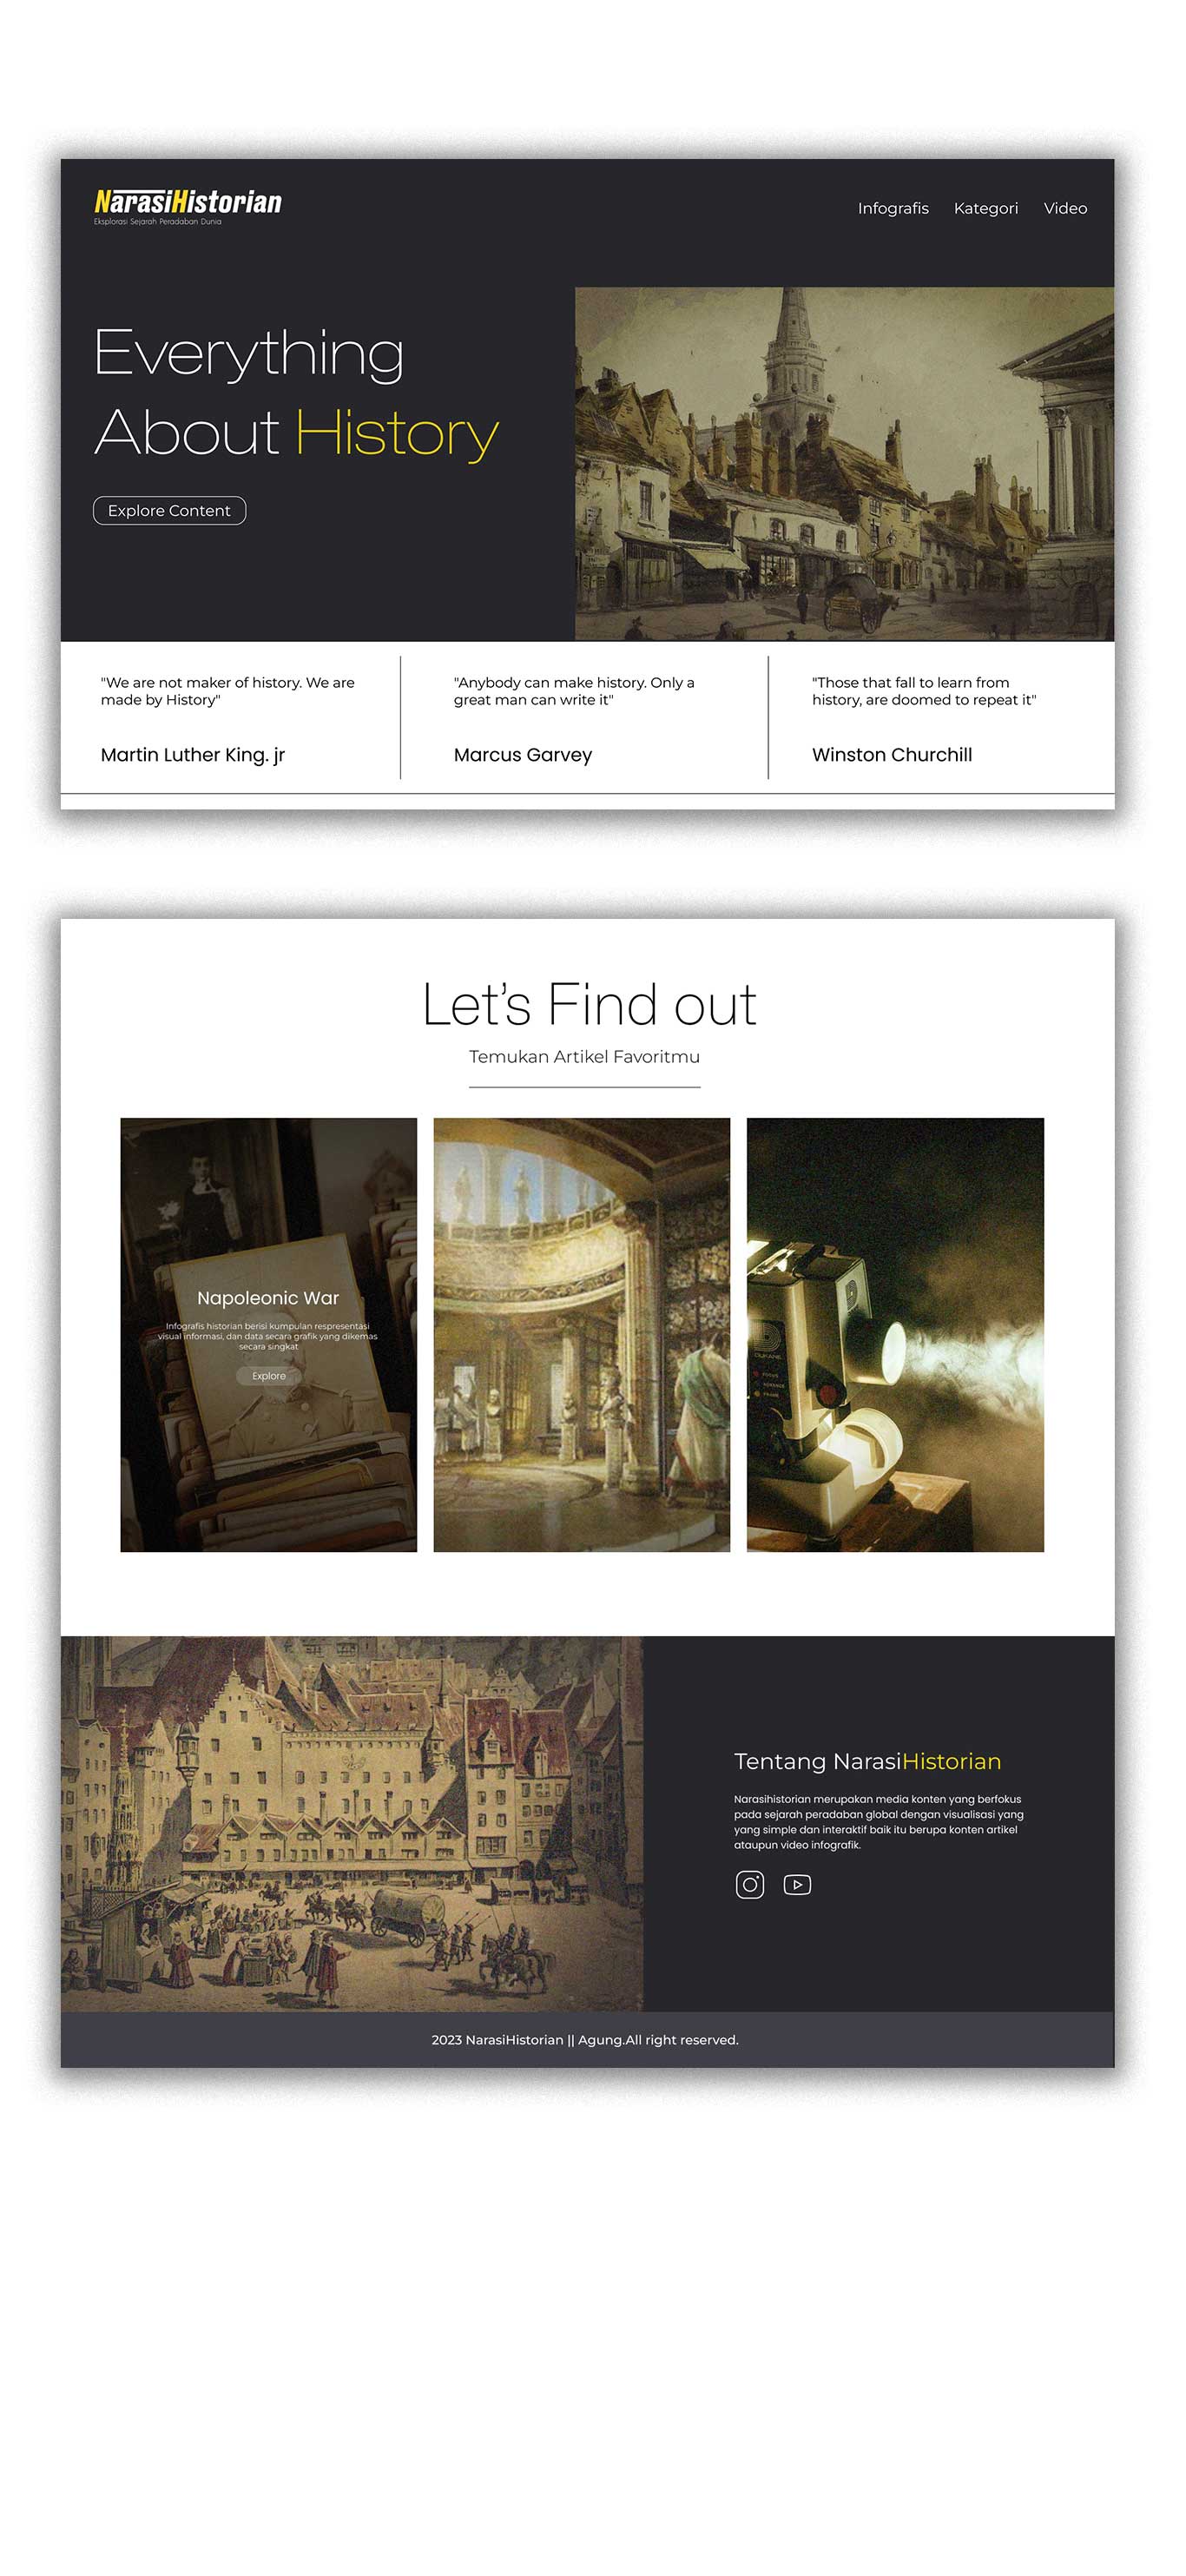 NarasiHistorian
Eksplorasi Sejarah Peradaban Dunia
Infografis Kategori Video
Everything
About History
Explore Content
"We are not maker of history. We are
made by History"
Martin Luther King. jr
"Anybody can make history. Only a
great man can write it"
Marcus Garvey
"Those that fall to learn from
history, are doomed to repeat it"
Winston Churchill
Let's Find out
Temukan Artikel Favoritmu
Napoleonic War
Infografis historian berisi kumpulan respresentasi
visual informasi, dan data secara grafik yang dikemas
secara singkat
Explore
Tentang NarasiHistorian
Narasihistorian merupakan media konten yang berfokus
pada sejarah peradaban global dengan visualisasi yang
yang simple dan interaktif baik itu berupa konten artikel
ataupun video infografik.
2023 NarasiHistorian || Agung.All right reserved.